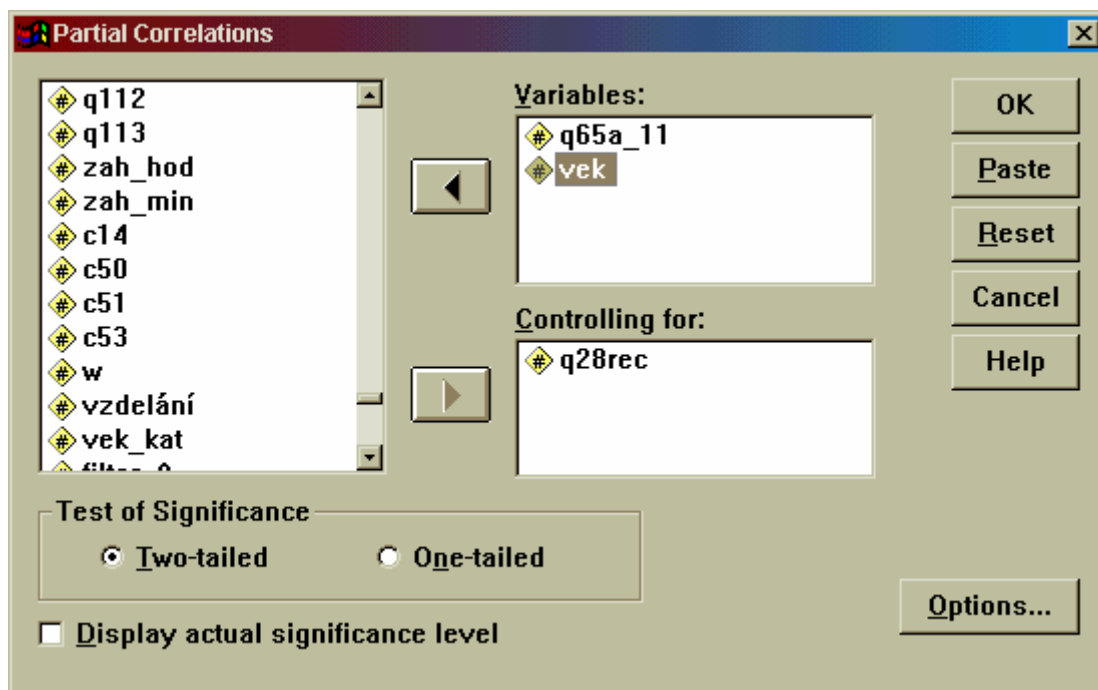 Partial Correlations
q112
q113
zah_hod
zah_min
c14
c50
c51
c53
w
vzdelání
vek_kat
Variables:
q65a_11
vek
Controlling for:
q28rec
OK
Paste
Reset
Cancel
Help
Test of Significance
Two-tailed
One-tailed
Display actual significance level
Options...